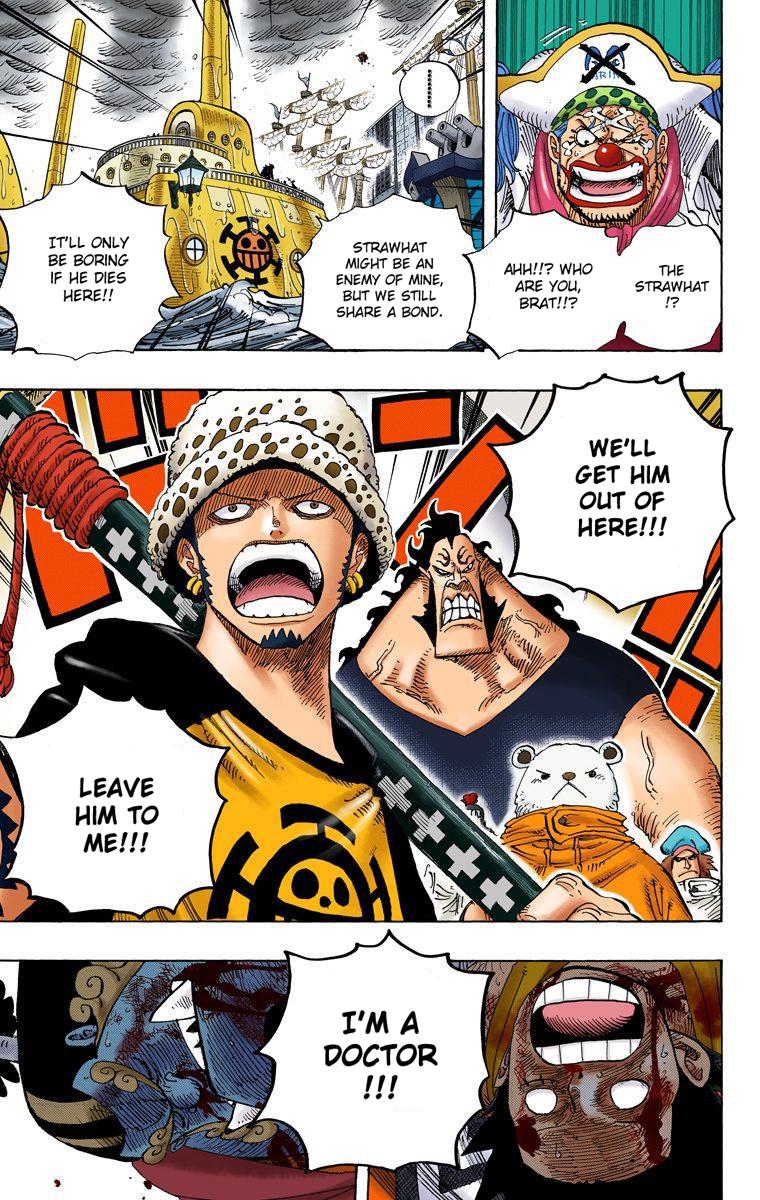 THE
STRAWHAT
!?
AHH!!? WHO
ARE YOU,
BRAT!!?
STRAWHAT
MIGHT BE AN
ENEMY OF MINE,
BUT WE STILL
SHARE A BOND.
IT'LL ONLY
BE BORING
IF HE DIES
HERE!!
WE'LL
GET HIM
OUT OF
HERE!!!
LEAVE
HIM TO
ME!!!
I'M A
DOCTOR
!!!